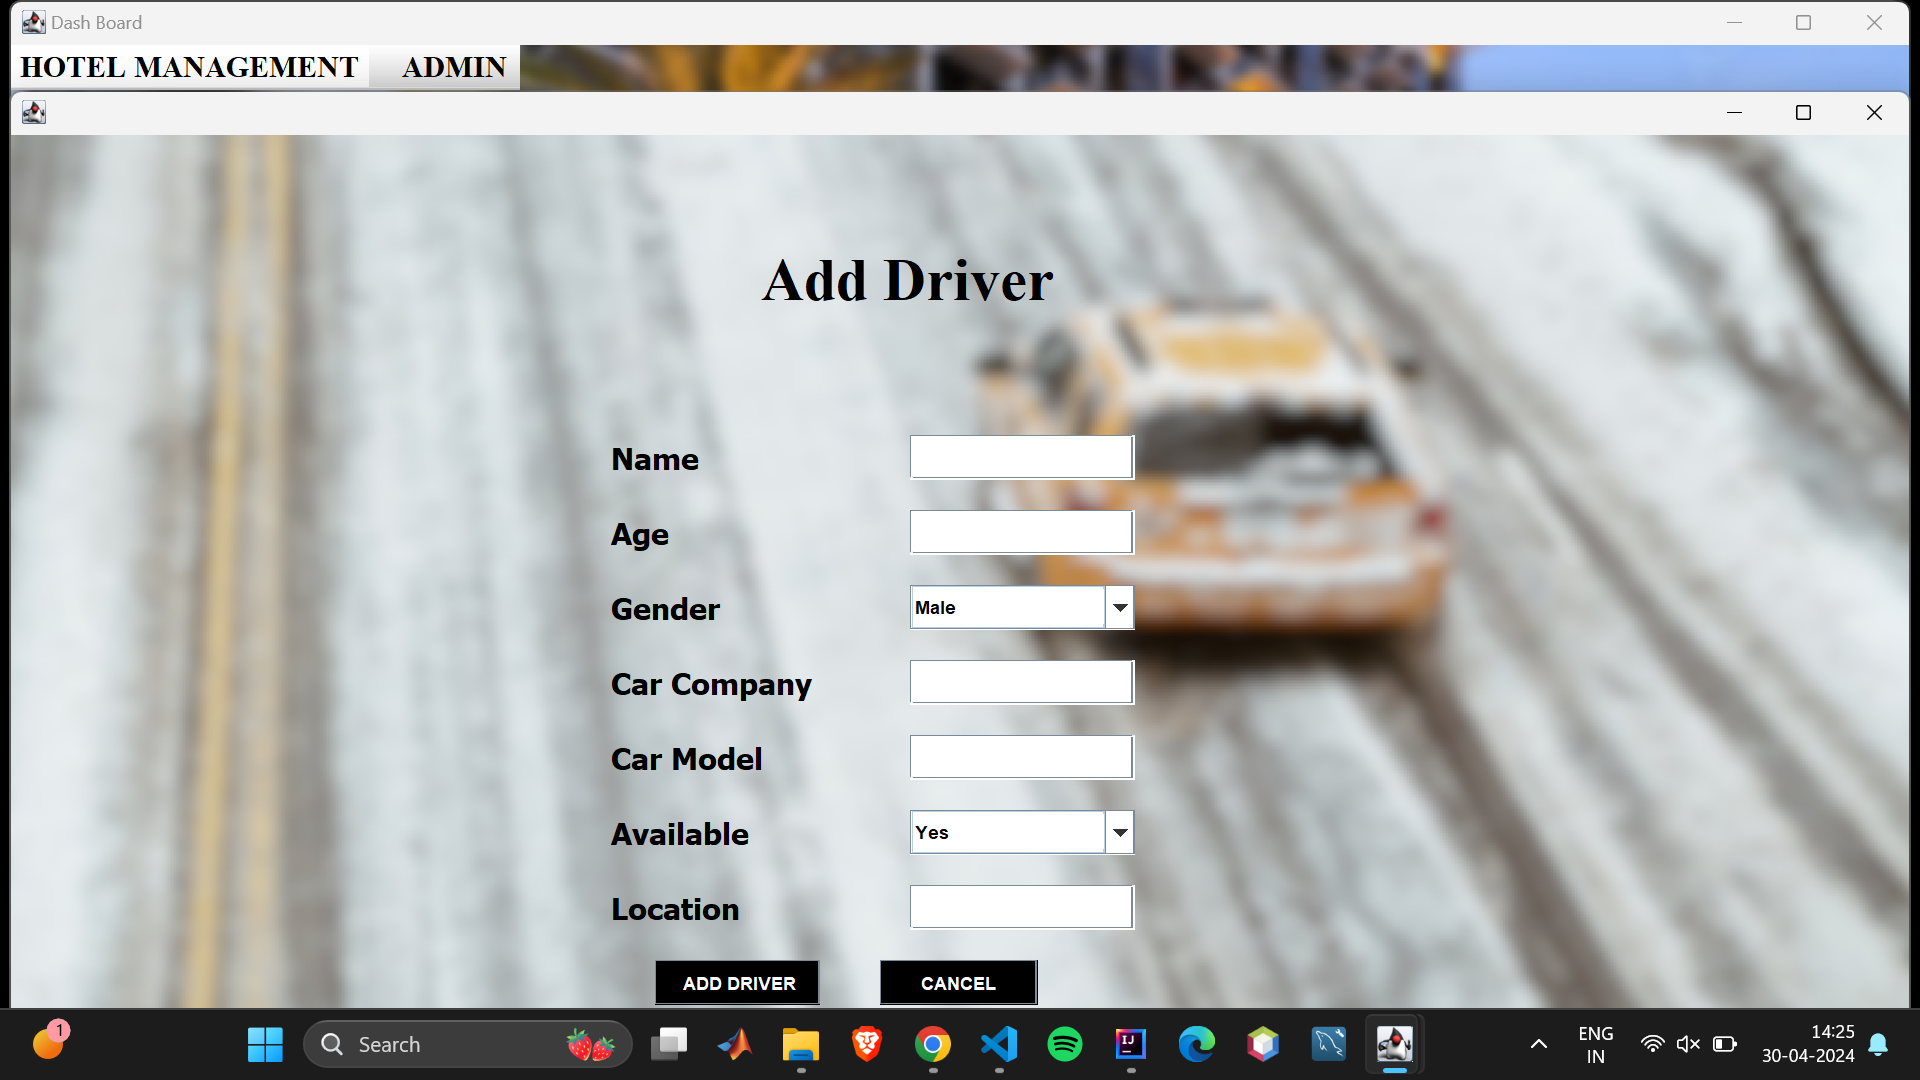 Dash Board
HOTEL MANAGEMENT ADMIN
Add Driver
Name
Age
Gender Male
Car Company
Car Model
Available Yes
Location
ADD DRIVER CANCEL
1
Search
IJ
ENG
IN
14:25
30-04-2024